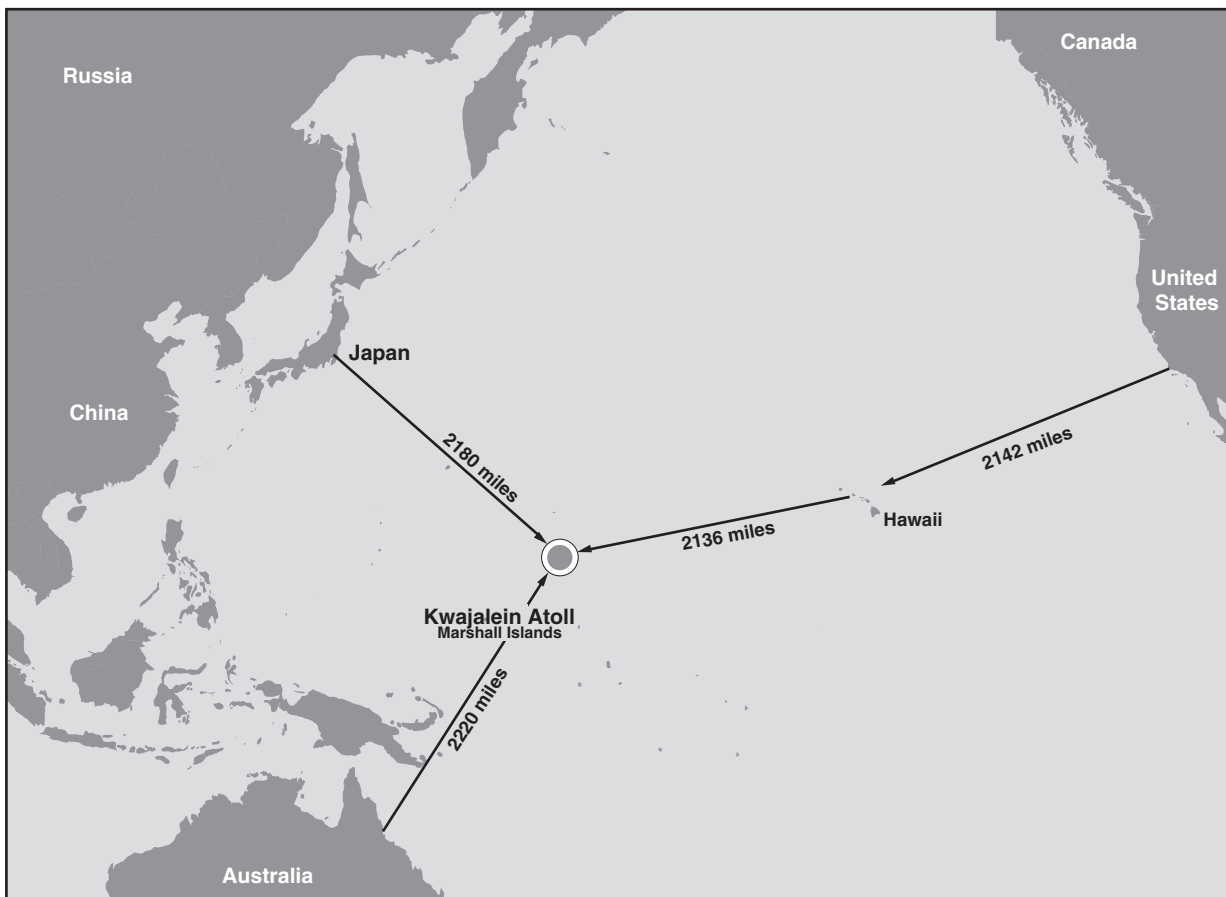 Russia
Canada
United
States
Japan
China
2180 miles
2142 miles
Hawaii
2136 miles
Kwajalein Atoll
Marshall Islands
2220 miles
Australia